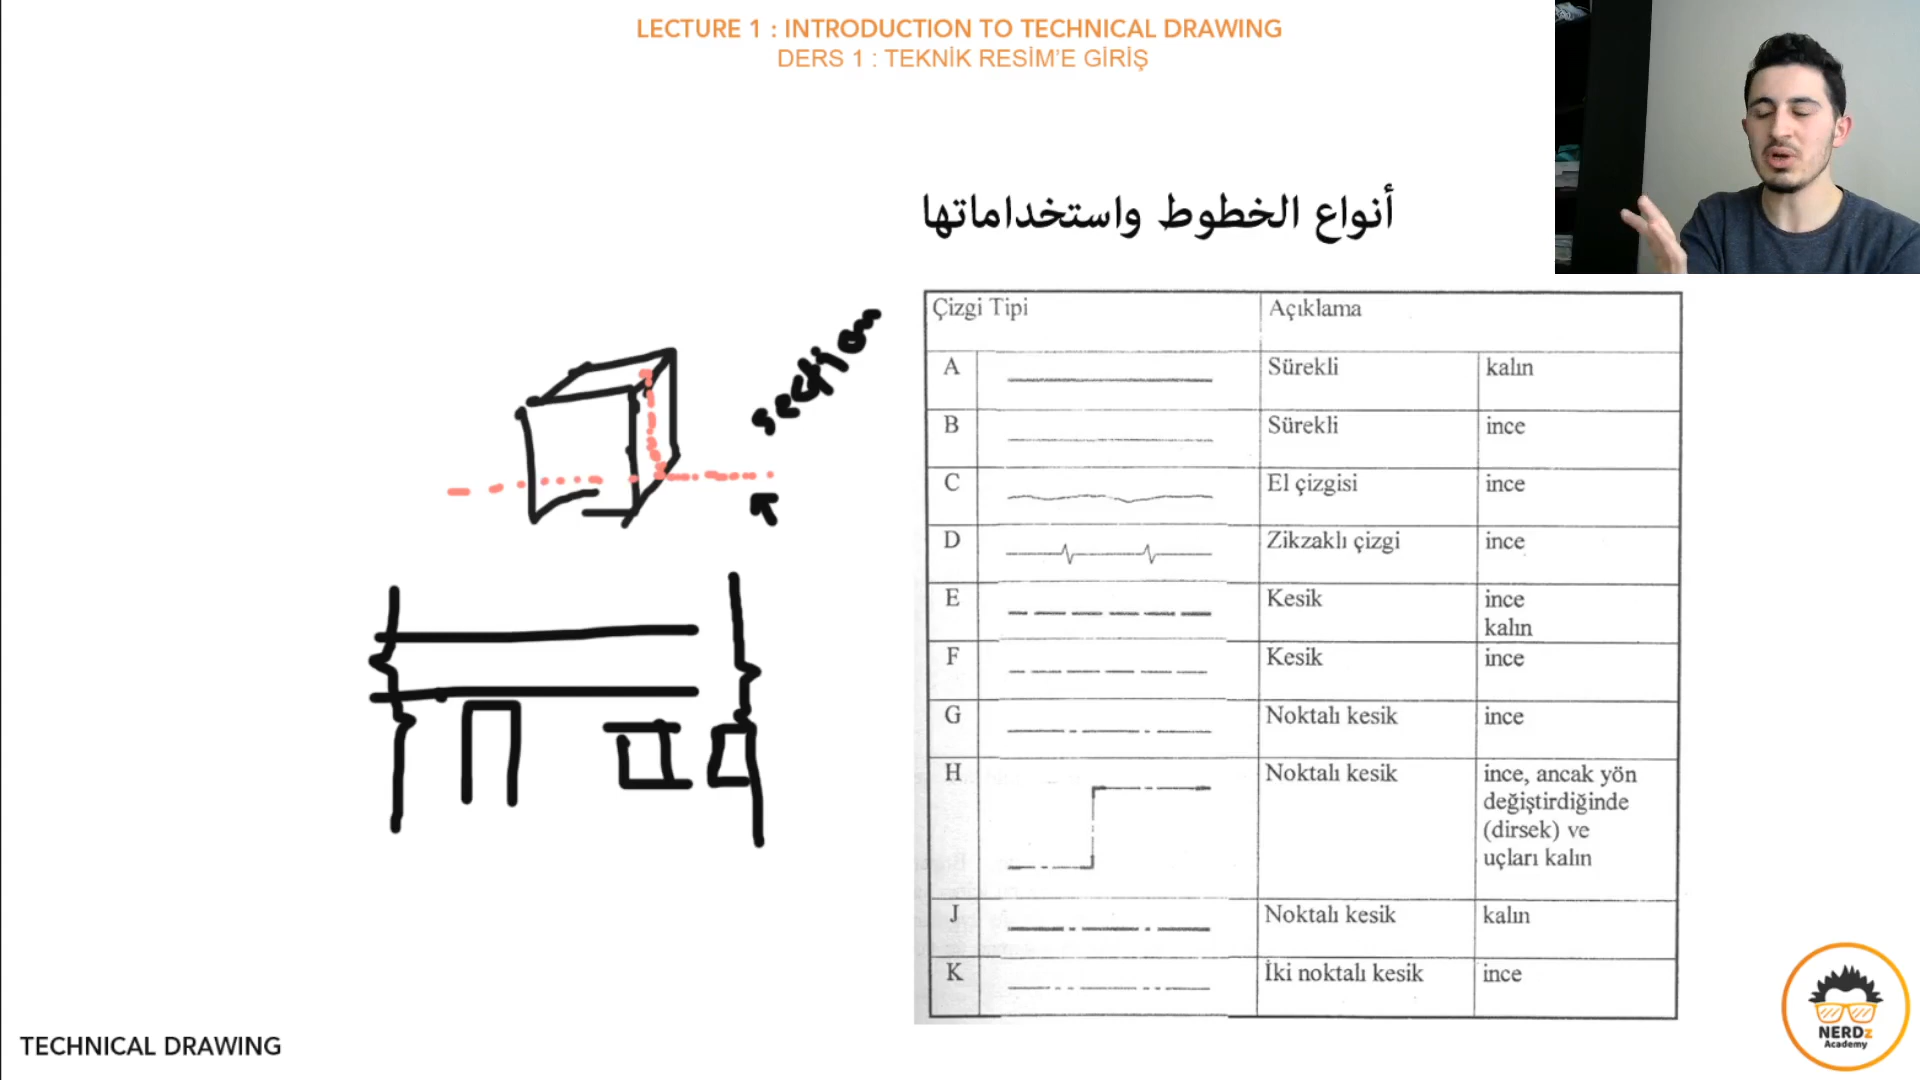 LECTURE 1 : INTRODUCTION TO TECHNICAL DRAWING
DERS 1 : TEKNİK RESİM'E GİRİŞ
أنواع الخطوط واستخداماتها
section
Çizgi Tipi Açıklama
A Sürekli kalın
B Sürekli ince
C El çizgisi ince
D Zikzaklı çizgi ince
E Kesik ince
kalın
F Kesik ince
G Noktalı kesik ince
H Noktalı kesik ince, ancak yön
değiştirdiğinde
(dirsek) ve
uçları kalın
J Noktalı kesik kalın
K İki noktalı kesik ince
TECHNICAL DRAWING
NERDz
Academy